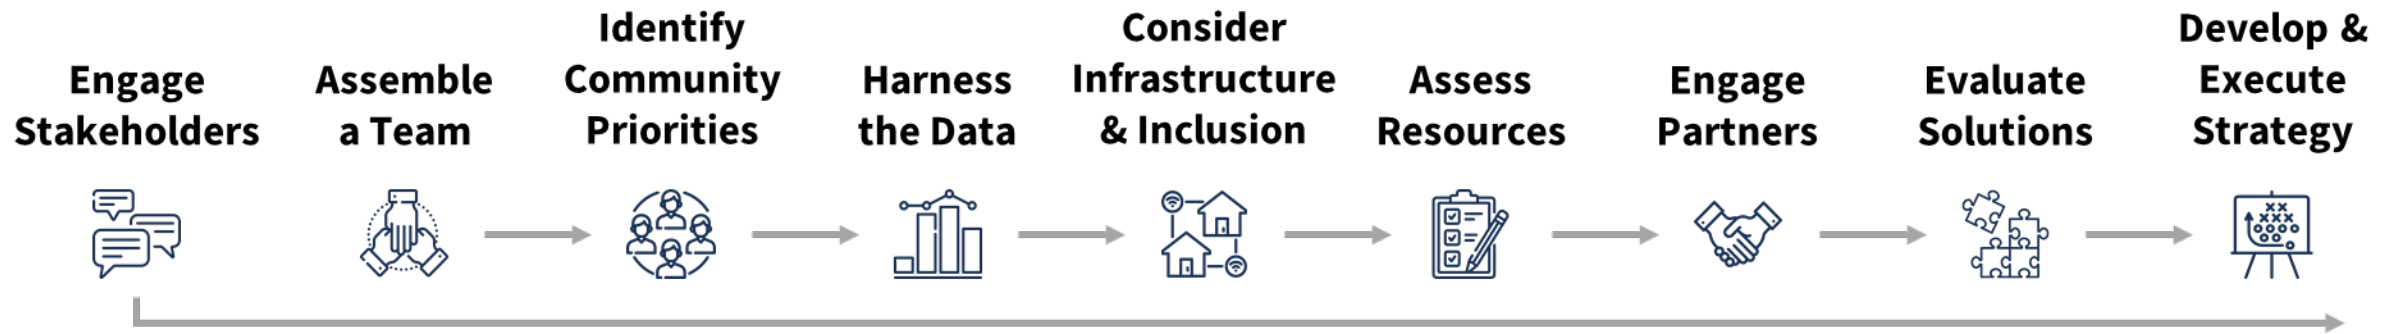 Engage
Stakeholders
Assemble
a Team
Identify
Community
Priorities
Harness
the Data
Consider
Infrastructure
& Inclusion
Assess
Resources
Engage
Partners
Evaluate
Solutions
Develop &
Execute
Strategy